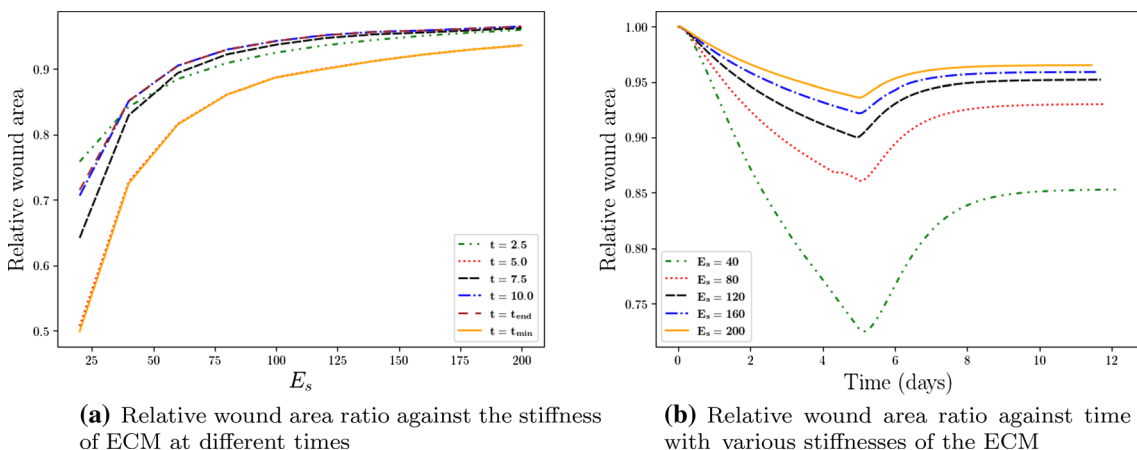 Relative wound area
0.9
0.8
0.7
0.6
0.5
25
50
75
100
125
150
175
200
E_s
t = 2.5
t = 5.0
t = 7.5
t = 10.0
t = t_end
t = t_min
(a) Relative wound area ratio against the stiffness
of ECM at different times
Relative wound area
1.00
0.95
0.90
0.85
0.80
0.75
0
2
4
6
8
10
12
Time (days)
E_s = 40
E_s = 80
E_s = 120
E_s = 160
E_s = 200
(b) Relative wound area ratio against time
with various stiffnesses of the ECM